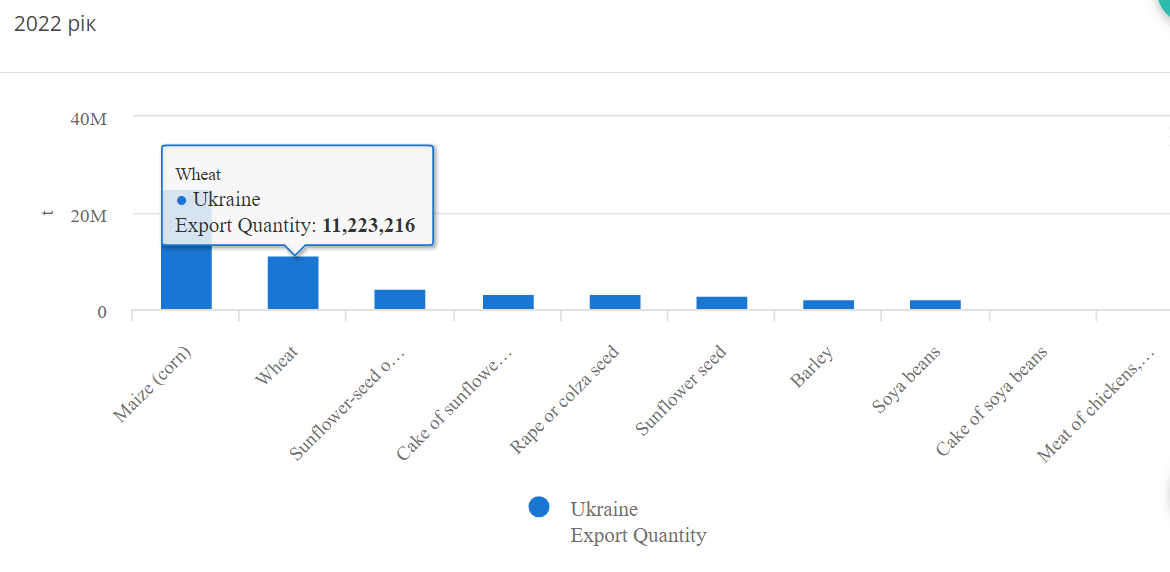 2022 рік
40M
20M
0
t
Wheat
Ukraine
Export Quantity: 11,223,216
Maize (corn)
Wheat
Sunflower-seed o…
Cake of sunflowe…
Rape or colza seed
Sunflower seed
Barley
Soya beans
Cake of soya beans
Meat of chickens,…
Ukraine
Export Quantity